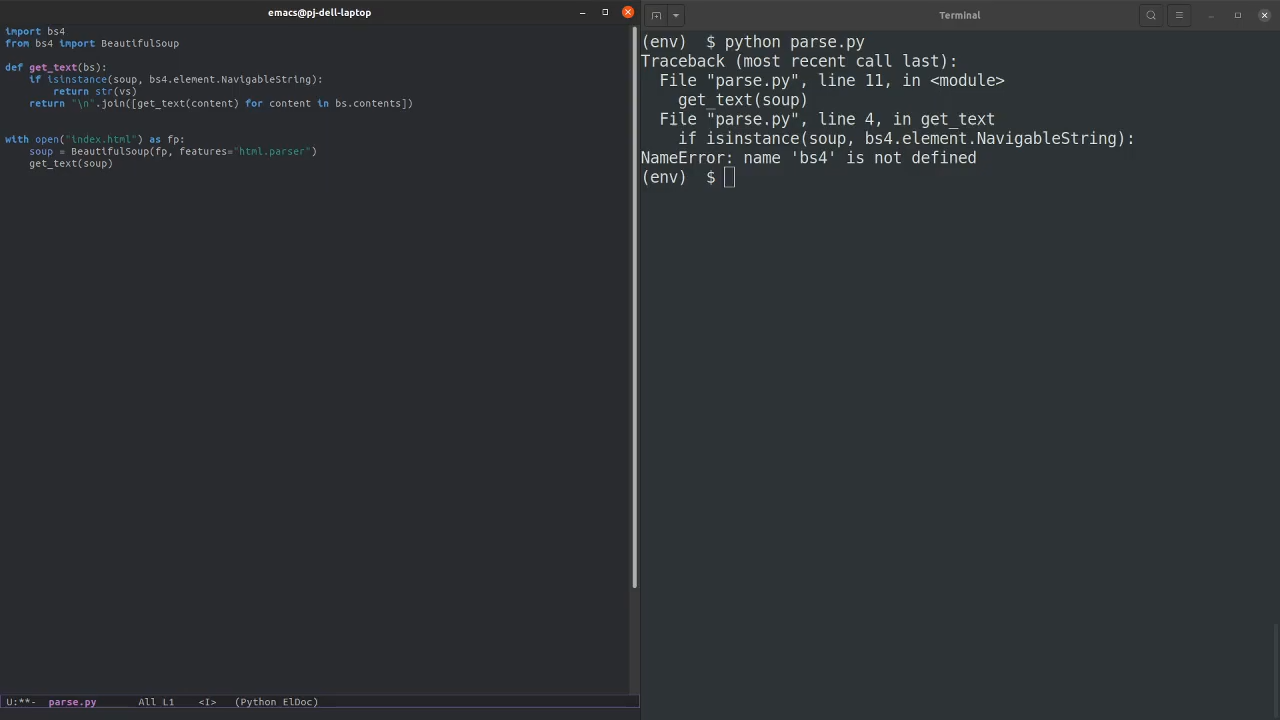 emacs@pj-dell-laptop
import bs4
from bs4 import BeautifulSoup
def get_text(bs):
if isinstance(soup, bs4.element.NavigableString):
return str(vs)
return "\n".join([get_text(content) for content in bs.contents])
with open("index.html") as fp:
soup = BeautifulSoup(fp, features="html.parser")
get_text(soup)
U:**- parse.py All L1 <I> (Python ElDoc)
Terminal
(env) $ python parse.py
Traceback (most recent call last):
File "parse.py", line 11, in <module>
get_text(soup)
File "parse.py", line 4, in get_text
if isinstance(soup, bs4.element.NavigableString):
NameError: name 'bs4' is not defined
(env) $